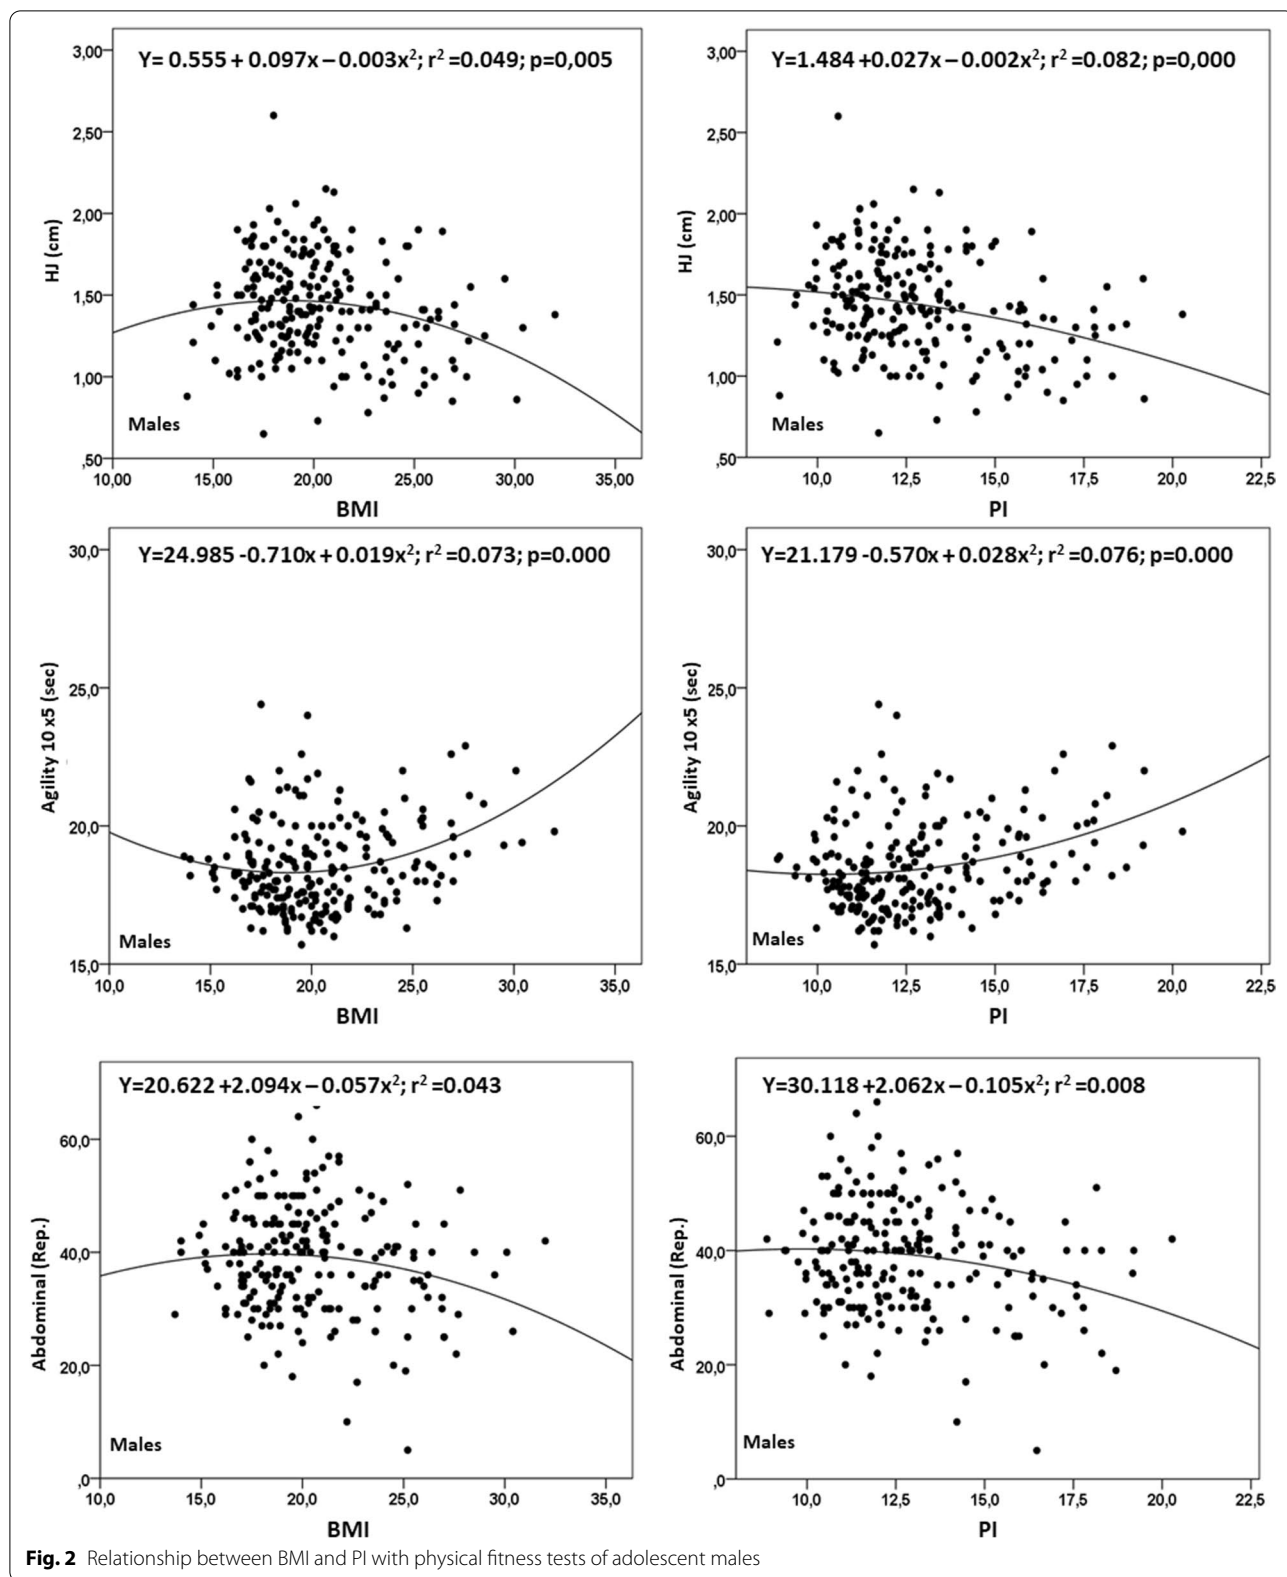 Y= 0.555 + 0.097x – 0.003x²; r² =0.049; p=0,005
3,00
2,50
2,00
1,50
1,00
,50
HJ (cm)
Males
10,00 15,00 20,00 25,00 30,00 35,00
BMI
Y=1.484 +0.027x – 0.002x²; r² =0.082; p=0,000
3,00
2,50
2,00
1,50
1,00
,50
HJ (cm)
Males
10,0 12,5 15,0 17,5 20,0 22,5
PI
Y=24.985 -0.710x + 0.019x²; r² =0.073; p=0.000
30,0
25,0
20,0
15,0
Agility 10 x5 (sec)
Males
10,0 15,0 20,0 25,0 30,0 35,0
BMI
Y=21.179 -0.570x + 0.028x²; r² =0.076; p=0.000
30,0
25,0
20,0
15,0
Agility 10 x5 (sec)
Males
10,0 12,5 15,0 17,5 20,0 22,5
PI
Y=20.622 +2.094x – 0.057x²; r² =0.043
60,0
40,0
20,0
,0
Abdominal (Rep.)
Males
10,0 15,0 20,0 25,0 30,0 35,0
BMI
Y=30.118 +2.062x – 0.105x²; r² =0.008
60,0
40,0
20,0
,0
Abdominal (Rep.)
Males
10,0 12,5 15,0 17,5 20,0 22,5
PI
Fig. 2 Relationship between BMI and PI with physical fitness tests of adolescent males